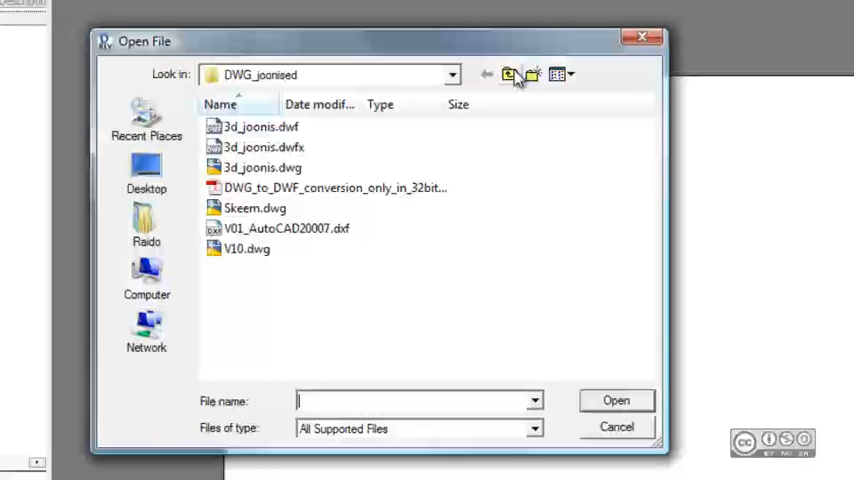 Open File
Look in: DWG_joonised
Name Date modif... Type Size
Recent Places
Desktop
Raido
Computer
Network
3d_joonis.dwf
3d_joonis.dwfx
3d_joonis.dwg
DWG_to_DWF_conversion_only_in_32bit...
Skeem.dwg
V01_AutoCAD20007.dxf
V10.dwg
File name: Open
Files of type: All Supported Files Cancel